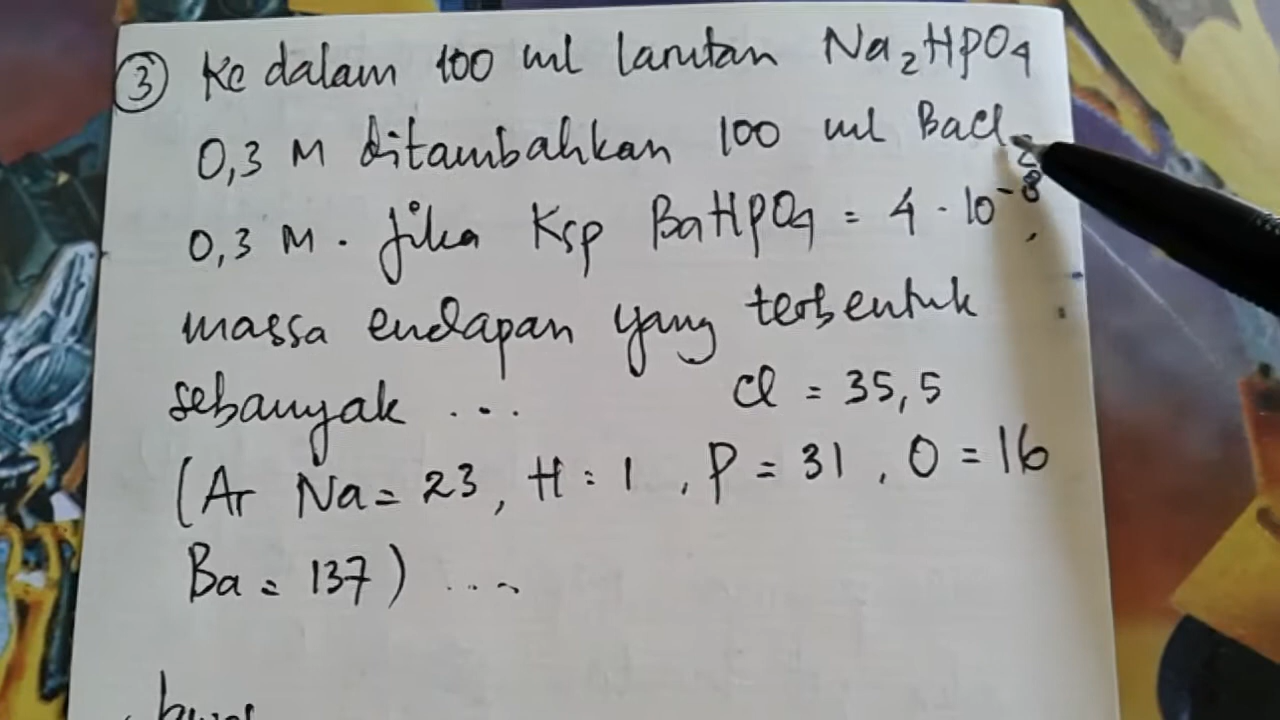 3 Ke dalam 100 ml larutan Na₂HPO₄
0,3 M ditambahkan 100 ml BaCl₂
0,3 M. Jika Ksp BaHPO₄ = 4 · 10⁻⁸,
massa endapan yang terbentuk
sebanyak ... Cl = 35,5
(Ar Na = 23, H = 1, P = 31, O = 16
Ba = 137) ....